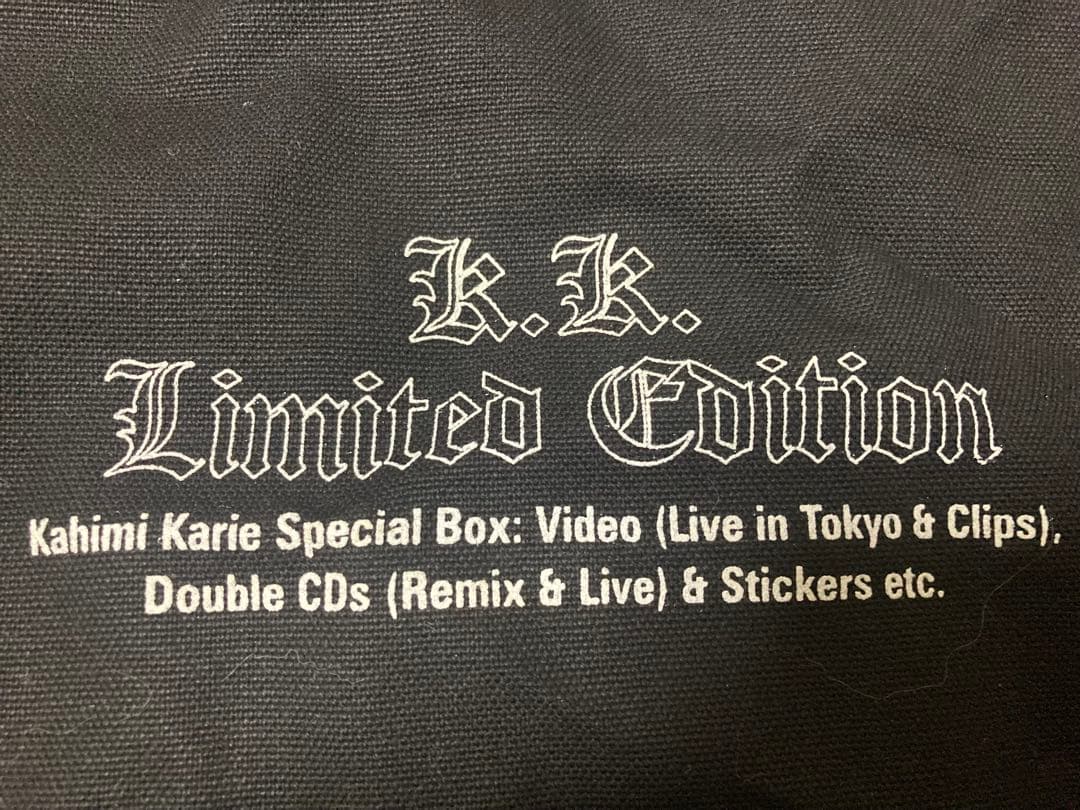 k.k.
Limited Edition
Kahimi Karie Special Box: Video (Live in Tokyo & Clips),
Double CDs (Remix & Live) & Stickers etc.